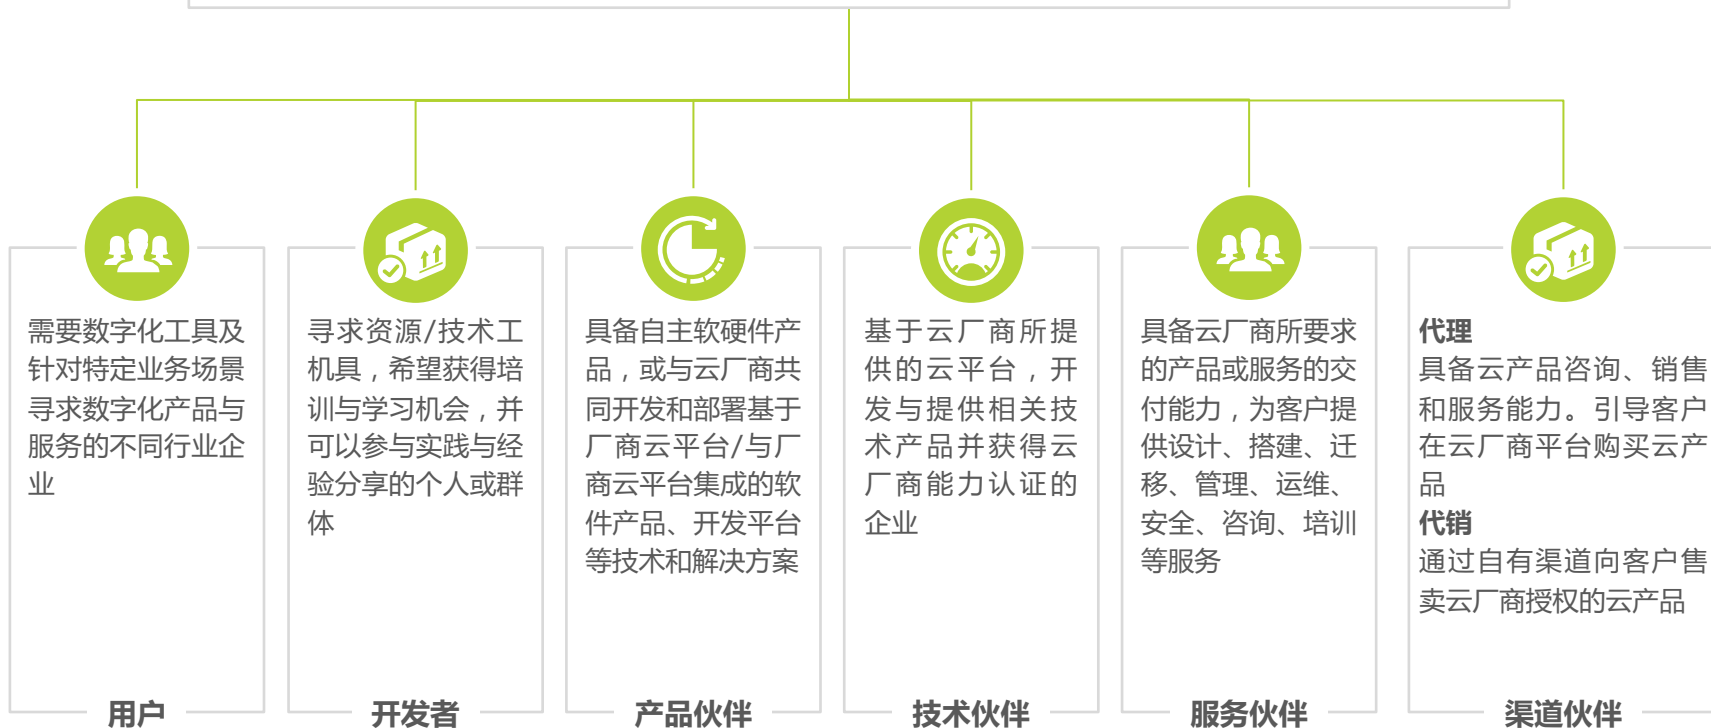 需要数字化工具及
针对特定业务场景
寻求数字化产品与
服务的不同行业企
业
用户
寻求资源/技术工
机具，希望获得培
训与学习机会，并
可以参与实践与经
验分享的个人或群
体
开发者
具备自主软硬件产
品，或与云厂商共
同开发和部署基于
厂商云平台/与厂
商云平台集成的软
件产品、开发平台
等技术和解决方案
产品伙伴
基于云厂商所提
供的云平台，开
发与提供相关技
术产品并获得云
厂商能力认证的
企业
技术伙伴
具备云厂商所要求
的产品或服务的交
付能力，为客户提
供设计、搭建、迁
移、管理、运维、
安全、咨询、培训
等服务
服务伙伴
代理
具备云产品咨询、销售
和服务能力。引导客户
在云厂商平台购买云产
品
代销
通过自有渠道向客户售
卖云厂商授权的云产品
渠道伙伴